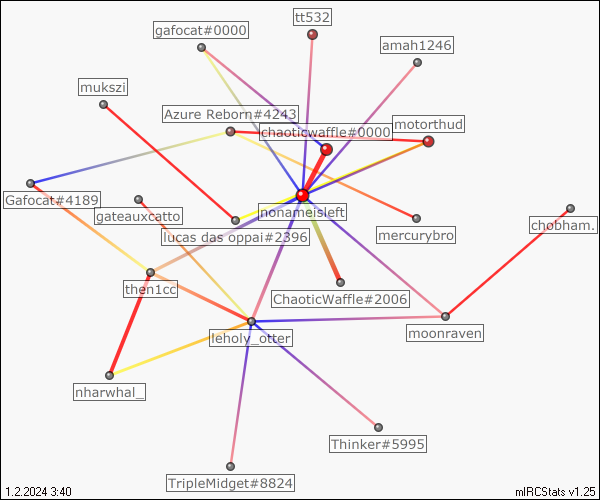 tt532
gafocat#0000
amah1246
mukszi
Azure Reborn#4243
motorthud
chaoticwaffle#0000
Gafocat#4189
gateauxcatto
nonameisleft
chobham.
lucas das oppai#2396
mercurybro
then1cc
ChaoticWaffle#2006
leholy_otter
moonraven
nharwhal_
Thinker#5995
TripleMidget#8824
1.2.2024 3:40
mIRCStats v1.25